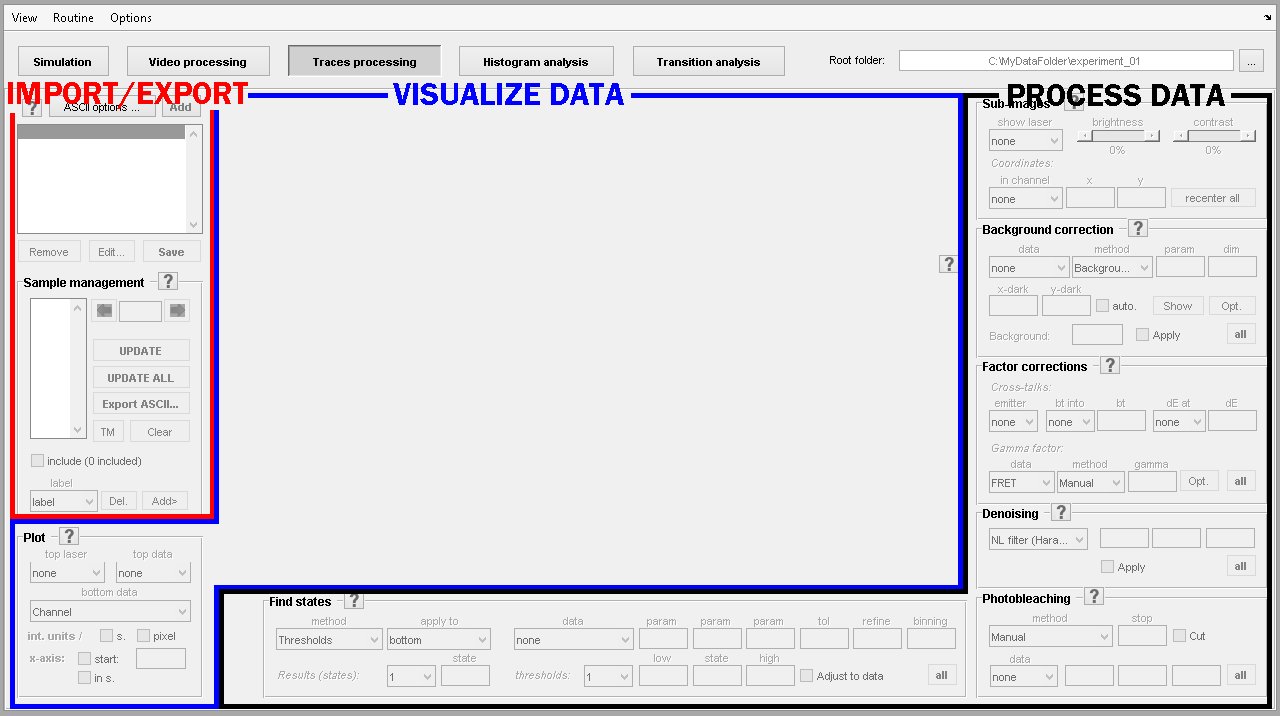 View Routine Options
Simulation Video processing Traces processing Histogram analysis Transition analysis Root folder: C:\MyDataFolder\experiment_01 ...
IMPORT/EXPORT VISUALIZE DATA PROCESS DATA
? ASCII options ... Add
Remove Edit... Save
Sample management ?
UPDATE
UPDATE ALL
Export ASCII...
TM Clear
include (0 included)
label
label Del. Add>
Plot ?
top laser top data
none none
bottom data
Channel
int. units / s. pixel
x-axis: start:
in s.
?
Sub-images ?
show laser brightness contrast
none 0% 0%
Coordinates:
in channel x y
none recenter all
Background correction ?
data method param dim
none Backgrou...
x-dark y-dark
auto. Show Opt.
Background: Apply all
Factor corrections ?
Cross-talks:
emitter bt into bt dE at dE
none none none
Gamma factor:
data method gamma
FRET Manual Opt. all
Denoising ?
NL filter (Hara...
Apply all
Photobleaching ?
method stop
Manual Cut
data
none all
Find states ?
method apply to data param param param tol refine binning
Thresholds bottom none
state low state high
Results (states): 1 thresholds: 1 Adjust to data all